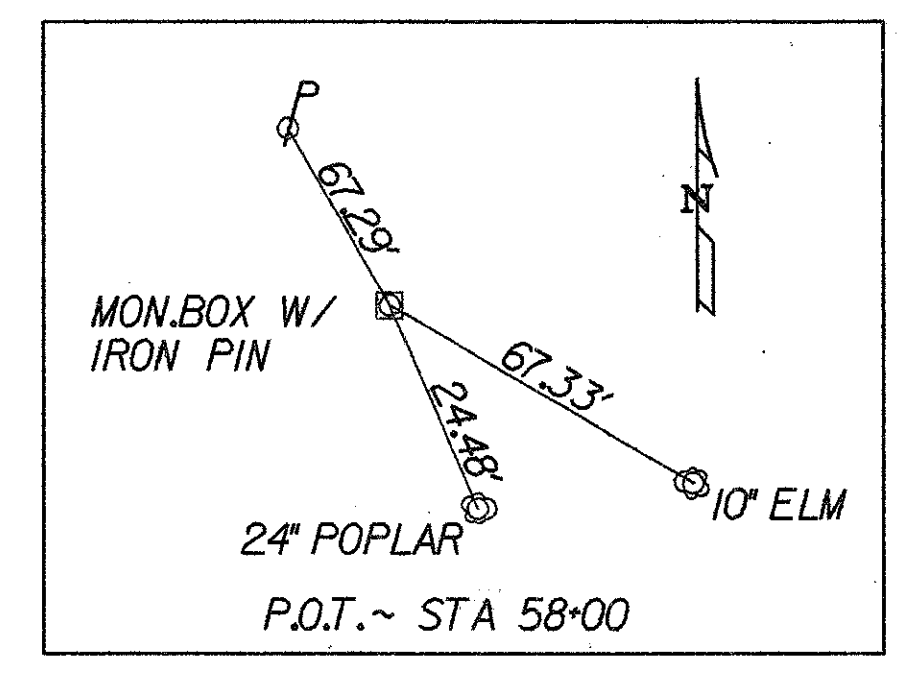 P
67.29'
N
MON.BOX W/
IRON PIN
67.33'
24.48'
10" ELM
24" POPLAR
P.O.T.~ STA 58+00